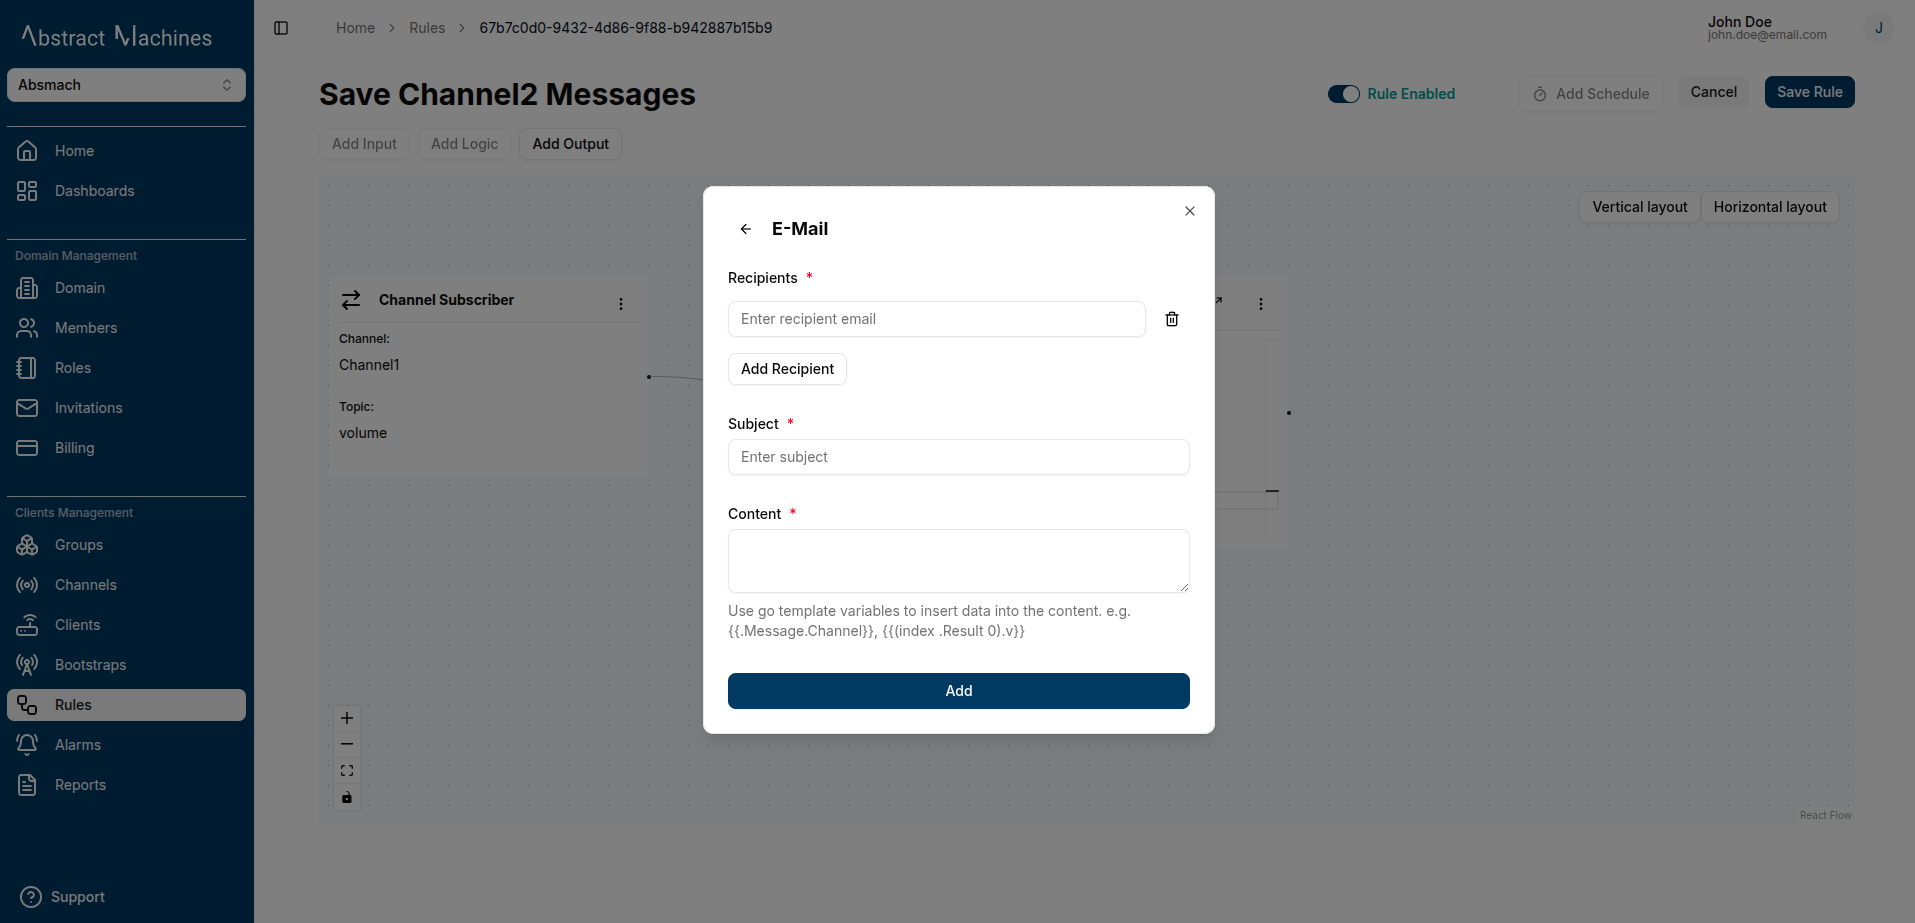 Abstract Machines
Absmach
Home
Dashboards
Domain Management
Domain
Members
Roles
Invitations
Billing
Clients Management
Groups
Channels
Clients
Bootstraps
Rules
Alarms
Reports
Support
Home > Rules > 67b7c0d0-9432-4d86-9f88-b942887b15b9
John Doe
john.doe@email.com
J
Save Channel2 Messages
Rule Enabled
Add Schedule
Cancel
Save Rule
Add Input
Add Logic
Add Output
Vertical layout
Horizontal layout
Channel Subscriber
Channel:
Channel1
Topic:
volume
E-Mail
Recipients *
Enter recipient email
Add Recipient
Subject *
Enter subject
Content *
Use go template variables to insert data into the content. e.g.
{{.Message.Channel}}, {{(index .Result 0).v}}
Add
React Flow